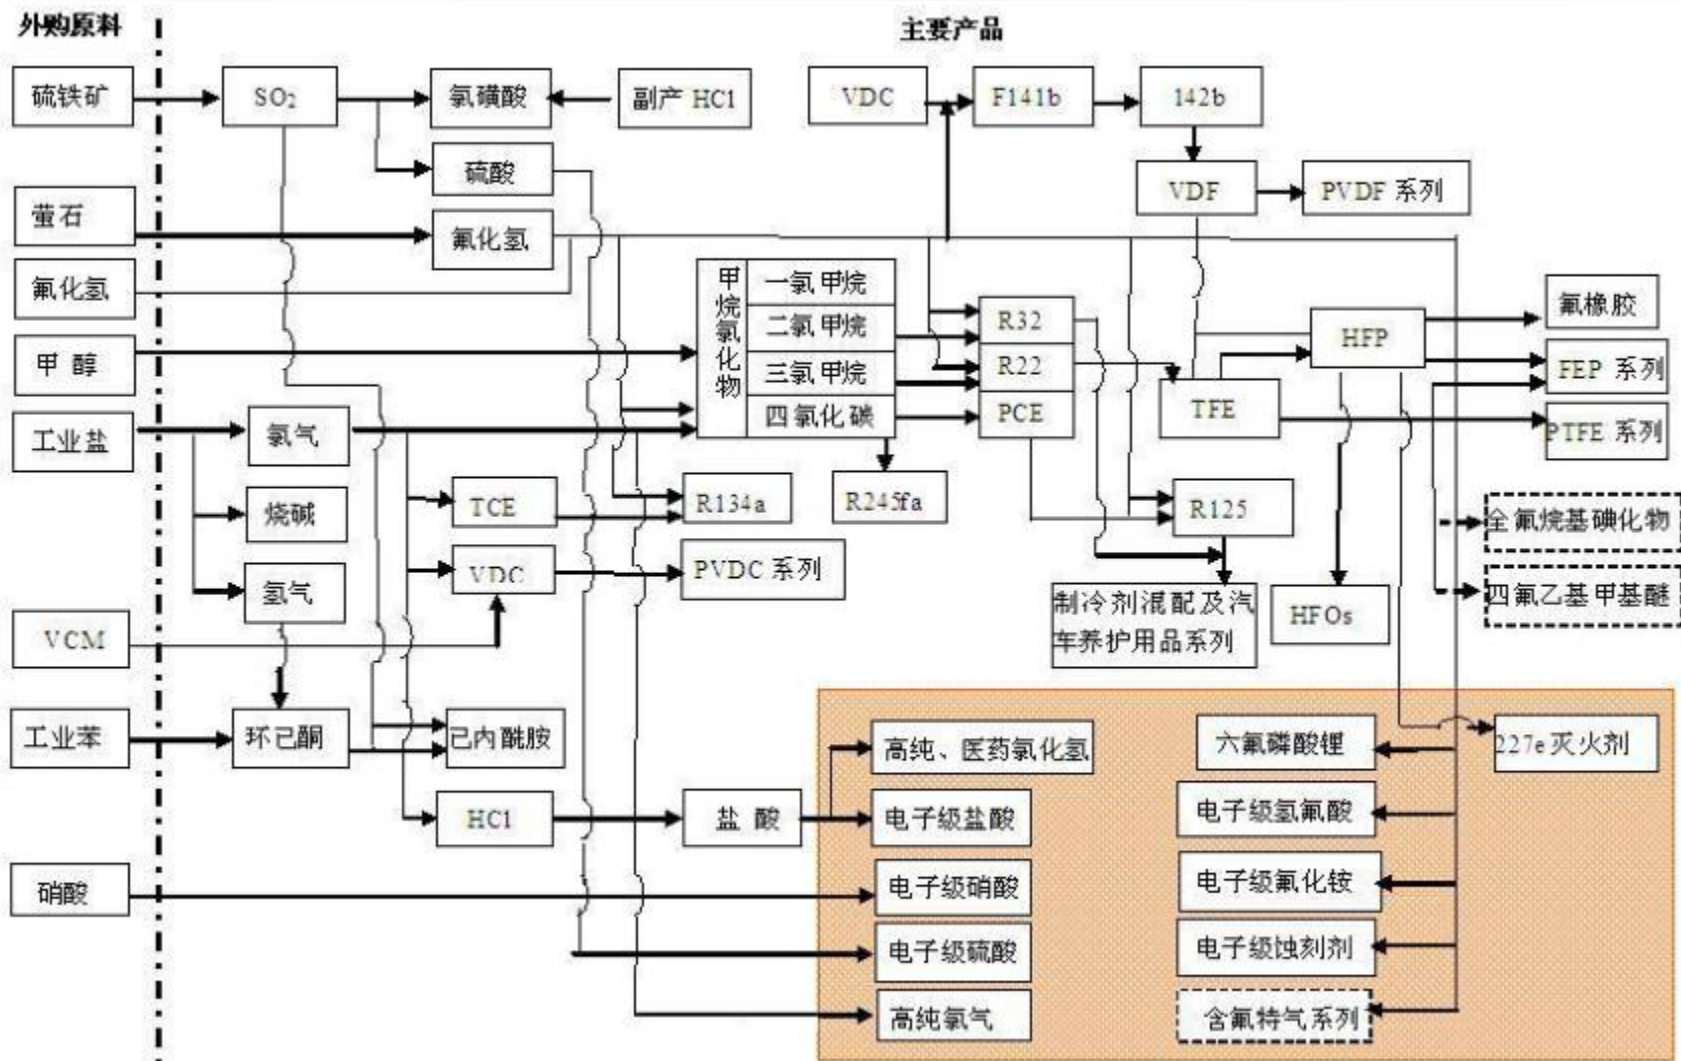 外购原料
主要产品
硫铁矿
SO2
氯磺酸
副产 HCl
VDC
F141b
142b
硫酸
VDF
PVDF 系列
萤石
氟化氢
氟化氢
甲烷氯化物
一氯甲烷
二氯甲烷
三氯甲烷
四氯化碳
R32
R22
PCE
HFP
氟橡胶
甲 醇
FEP 系列
TFE
PTFE 系列
工业盐
氯气
烧碱
TCE
R134a
R245fa
R125
全氟烷基碘化物
氢气
VDC
PVDC 系列
制冷剂混配及汽
车养护用品系列
HFOs
四氟乙基甲基醚
VCM
工业苯
环己酮
己内酰胺
高纯、医药氯化氢
六氟磷酸锂
227e 灭火剂
HCl
盐 酸
电子级盐酸
电子级氢氟酸
硝酸
电子级硝酸
电子级氟化铵
电子级硫酸
电子级蚀刻剂
高纯氯气
含氟特气系列